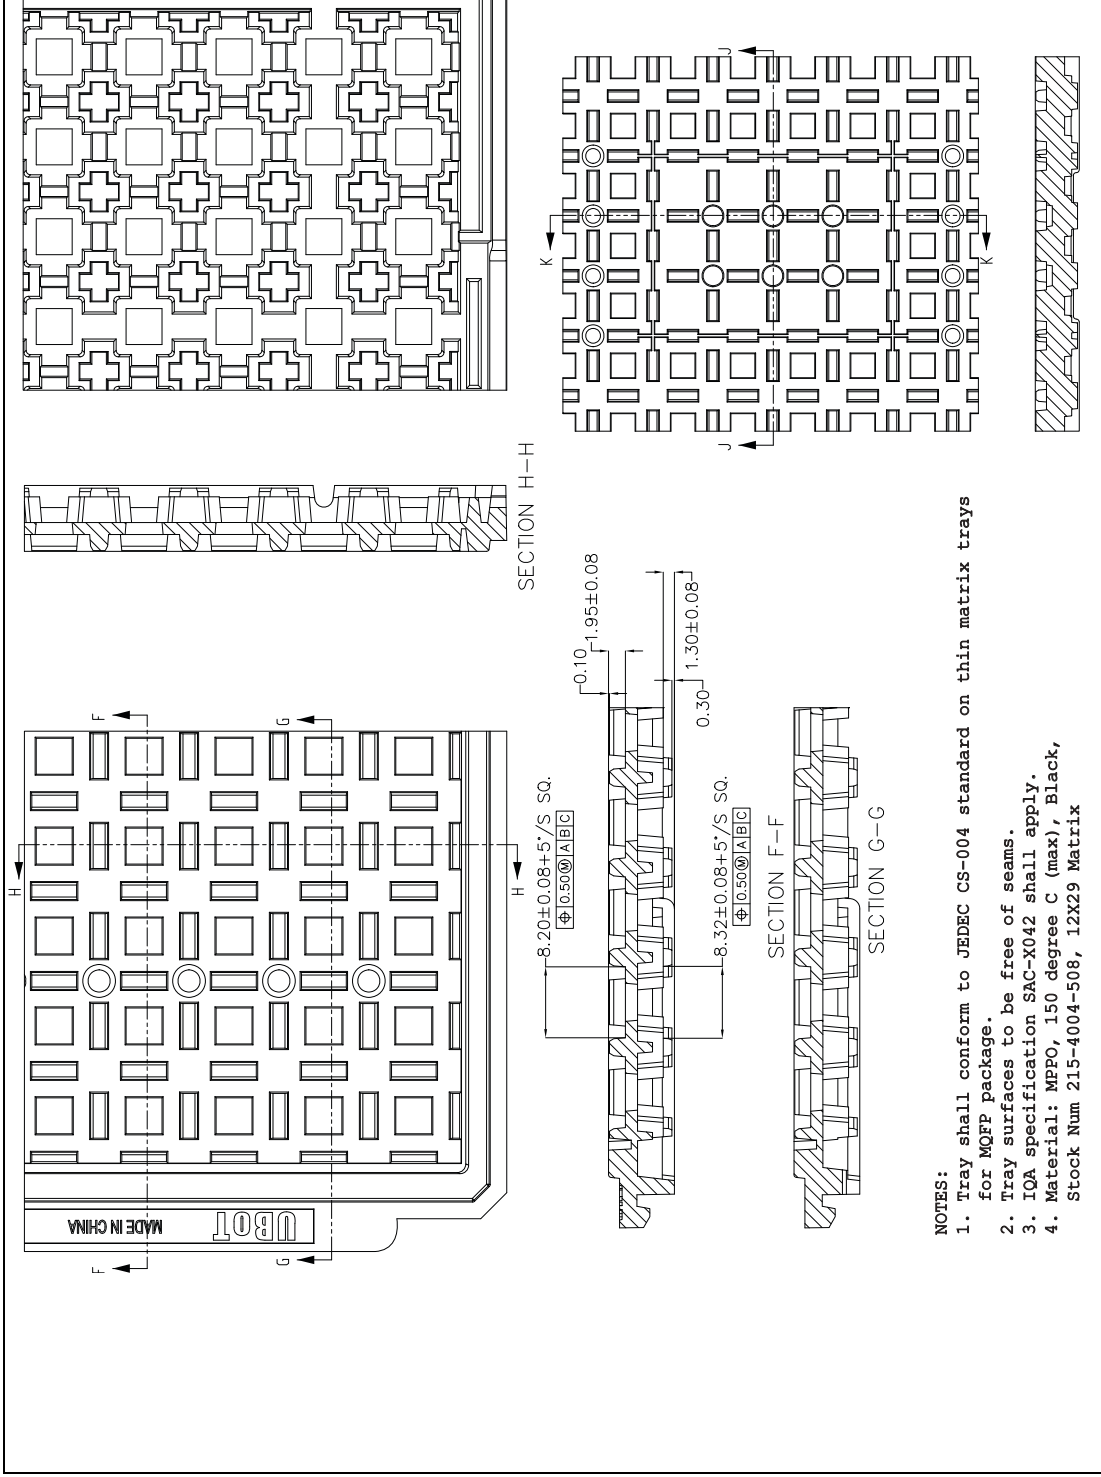 K
K
J
J
SECTION H-H
F
F
G
G
H
H
MADE IN CHINA
UBOT
0.10
1.95±0.08
1.30±0.08
0.30
8.20±0.08+5°/S SQ.
⌖ 0.50Ⓜ A B C
8.32±0.08+5°/S SQ.
⌖ 0.50Ⓜ A B C
SECTION F-F
SECTION G-G
NOTES:
1. Tray shall conform to JEDEC CS-004 standard on thin matrix trays
for MQFP package.
2. Tray surfaces to be free of seams.
3. IQA specification SAC-X042 shall apply.
4. Material: MPPO, 150 degree C (max), Black,
Stock Num 215-4004-508, 12X29 Matrix